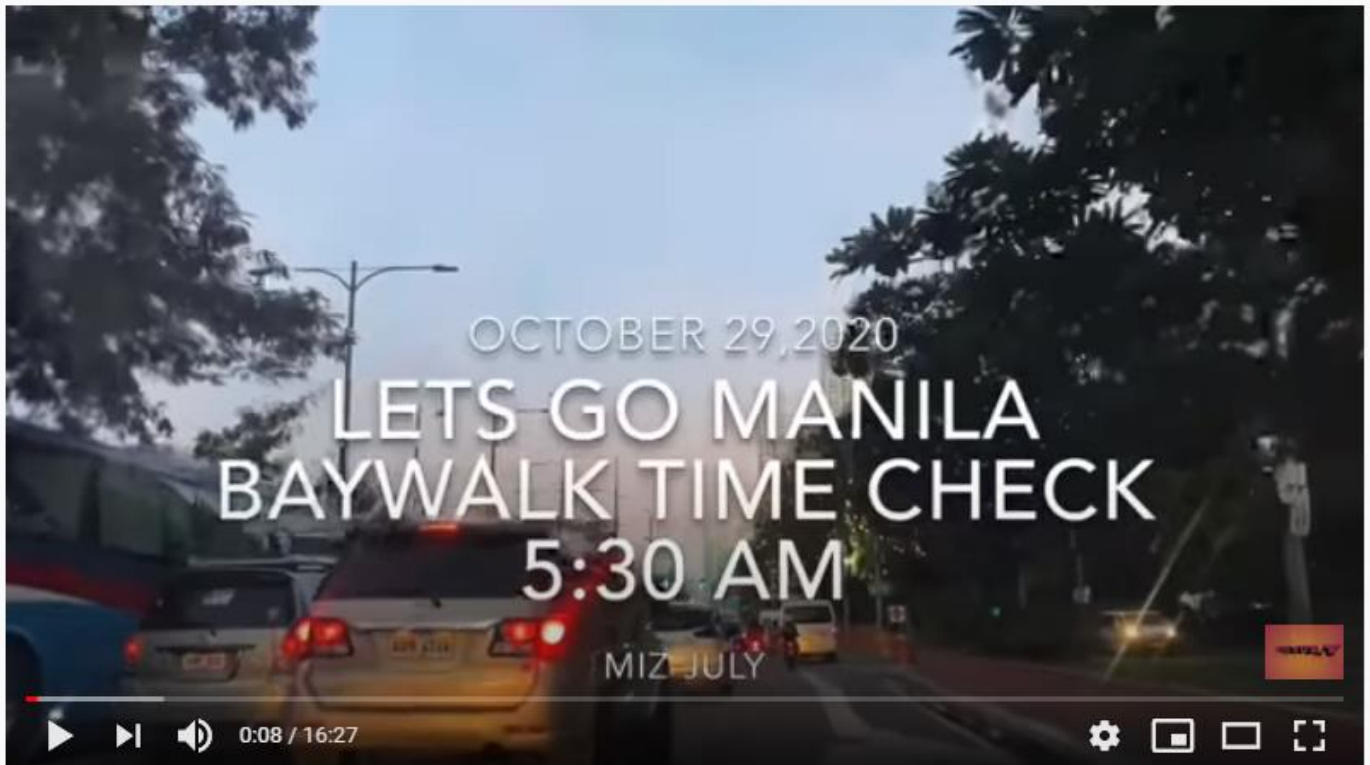 OCTOBER 29,2020
LETS GO MANILA
BAYWALK TIME CHECK
5:30 AM
MIZ JULY
0:08 / 16:27